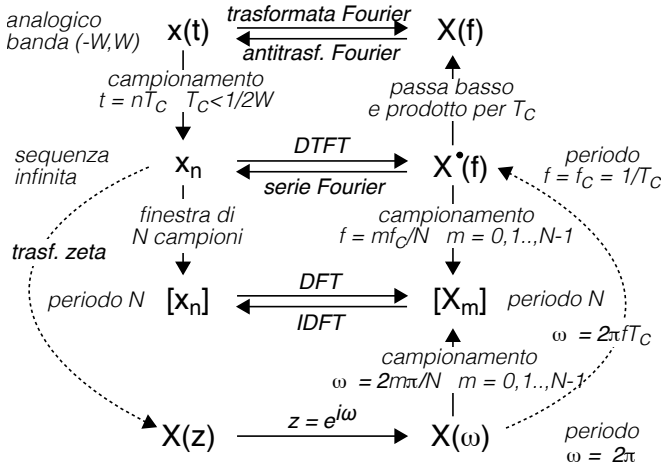 analogico
banda (-W,W)
x(t)
trasformata Fourier
antitrasf. Fourier
X(f)
campionamento
t = nT_C T_C<1/2W
passa basso
e prodotto per T_C
sequenza
infinita
x_n
DTFT
serie Fourier
X•(f)
periodo
f = f_C = 1/T_C
finestra di
N campioni
campionamento
f = mf_C/N m = 0,1..,N-1
trasf. zeta
periodo N
[x_n]
DFT
IDFT
[X_m]
periodo N
ω = 2πfT_C
campionamento
ω = 2mπ/N m = 0,1..,N-1
X(z)
z = e^{iω}
X(ω)
periodo
ω = 2π